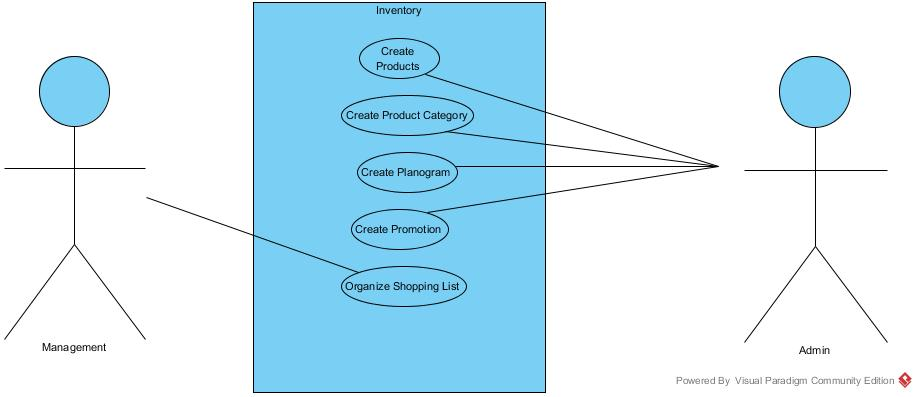 Inventory
Create
Products
Create Product Category
Create Planogram
Create Promotion
Organize Shopping List
Management
Admin
Powered By Visual Paradigm Community Edition